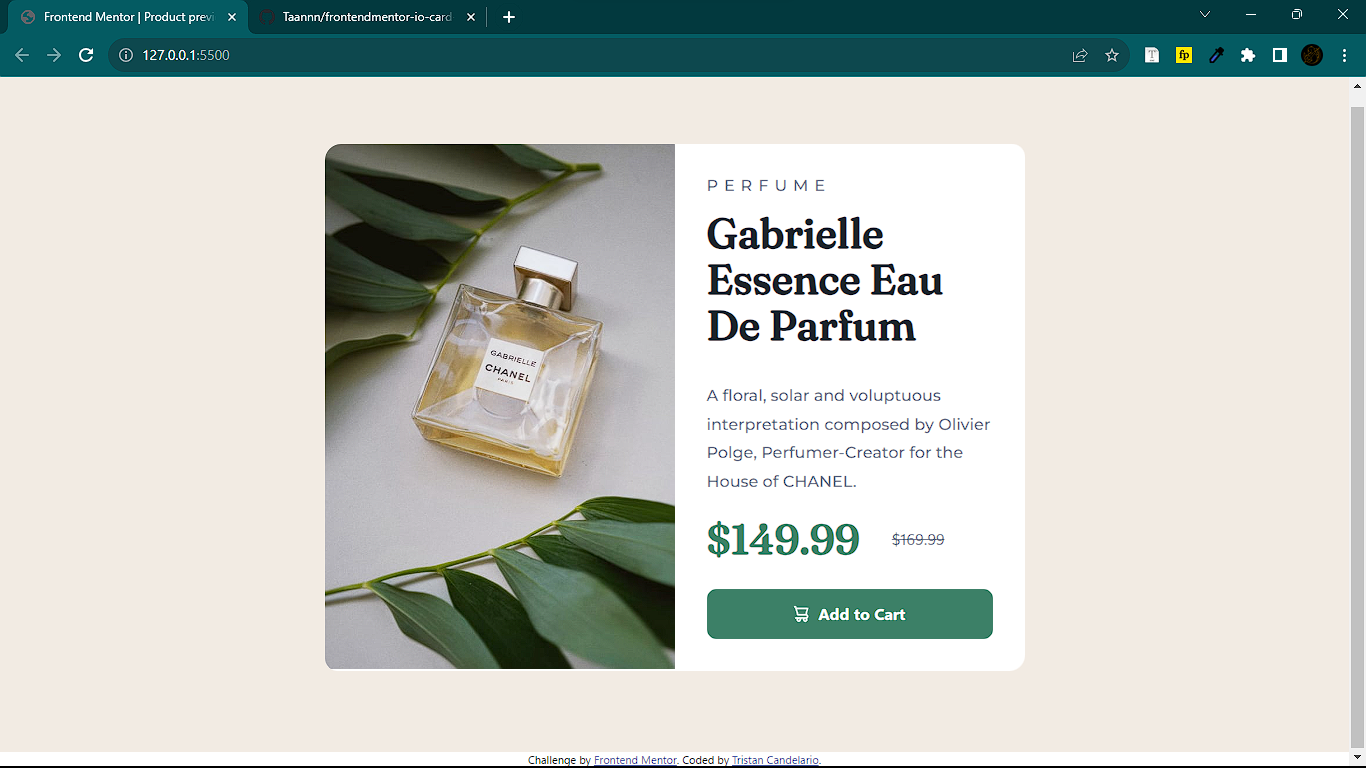 Frontend Mentor | Product previ
Taannn/frontendmentor-io-card
127.0.0.1:5500
T
fp
PERFUME
Gabrielle
Essence Eau
De Parfum
GABRIELLE
CHANEL
PARIS
A floral, solar and voluptuous
interpretation composed by Olivier
Polge, Perfumer-Creator for the
House of CHANEL.
$149.99 $169.99
Add to Cart
Challenge by Frontend Mentor. Coded by Tristan Candelario.